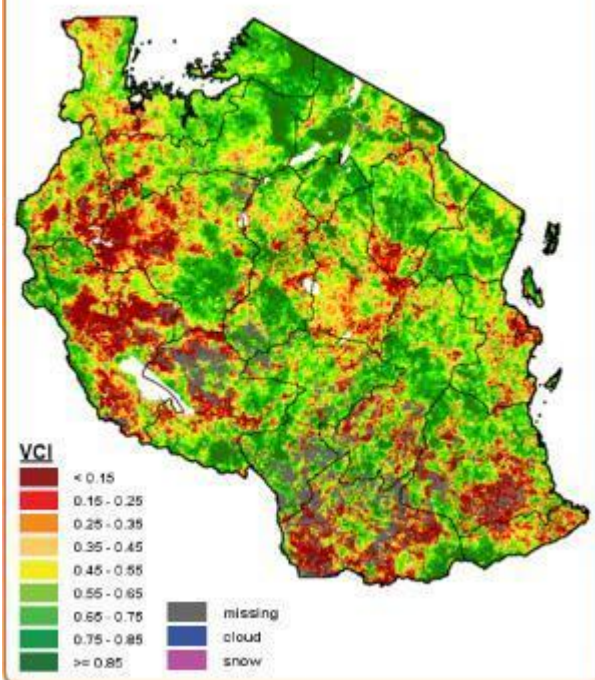 VCI
< 0.15
0.15 - 0.25
0.25 - 0.35
0.35 - 0.45
0.45 - 0.55
0.55 - 0.65
0.65 - 0.75
0.75 - 0.85
>= 0.85
missing
cloud
snow